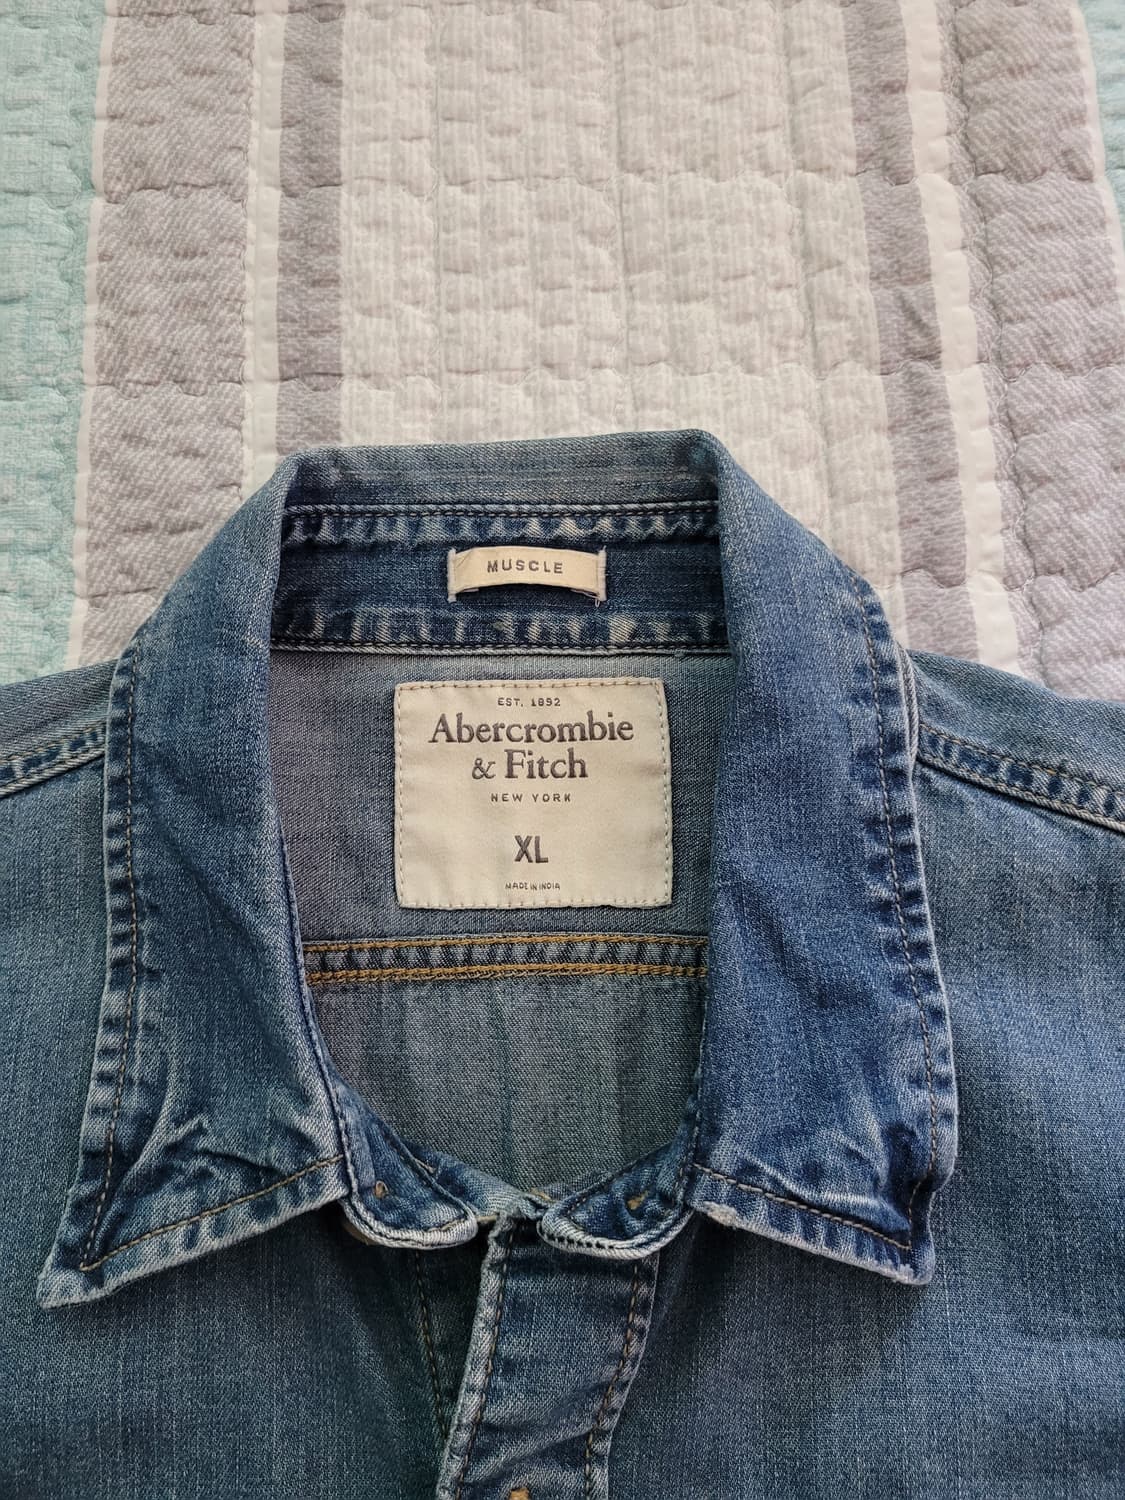 MUSCLE
EST. 1892
Abercrombie
& Fitch
NEW YORK
XL
MADE IN INDIA